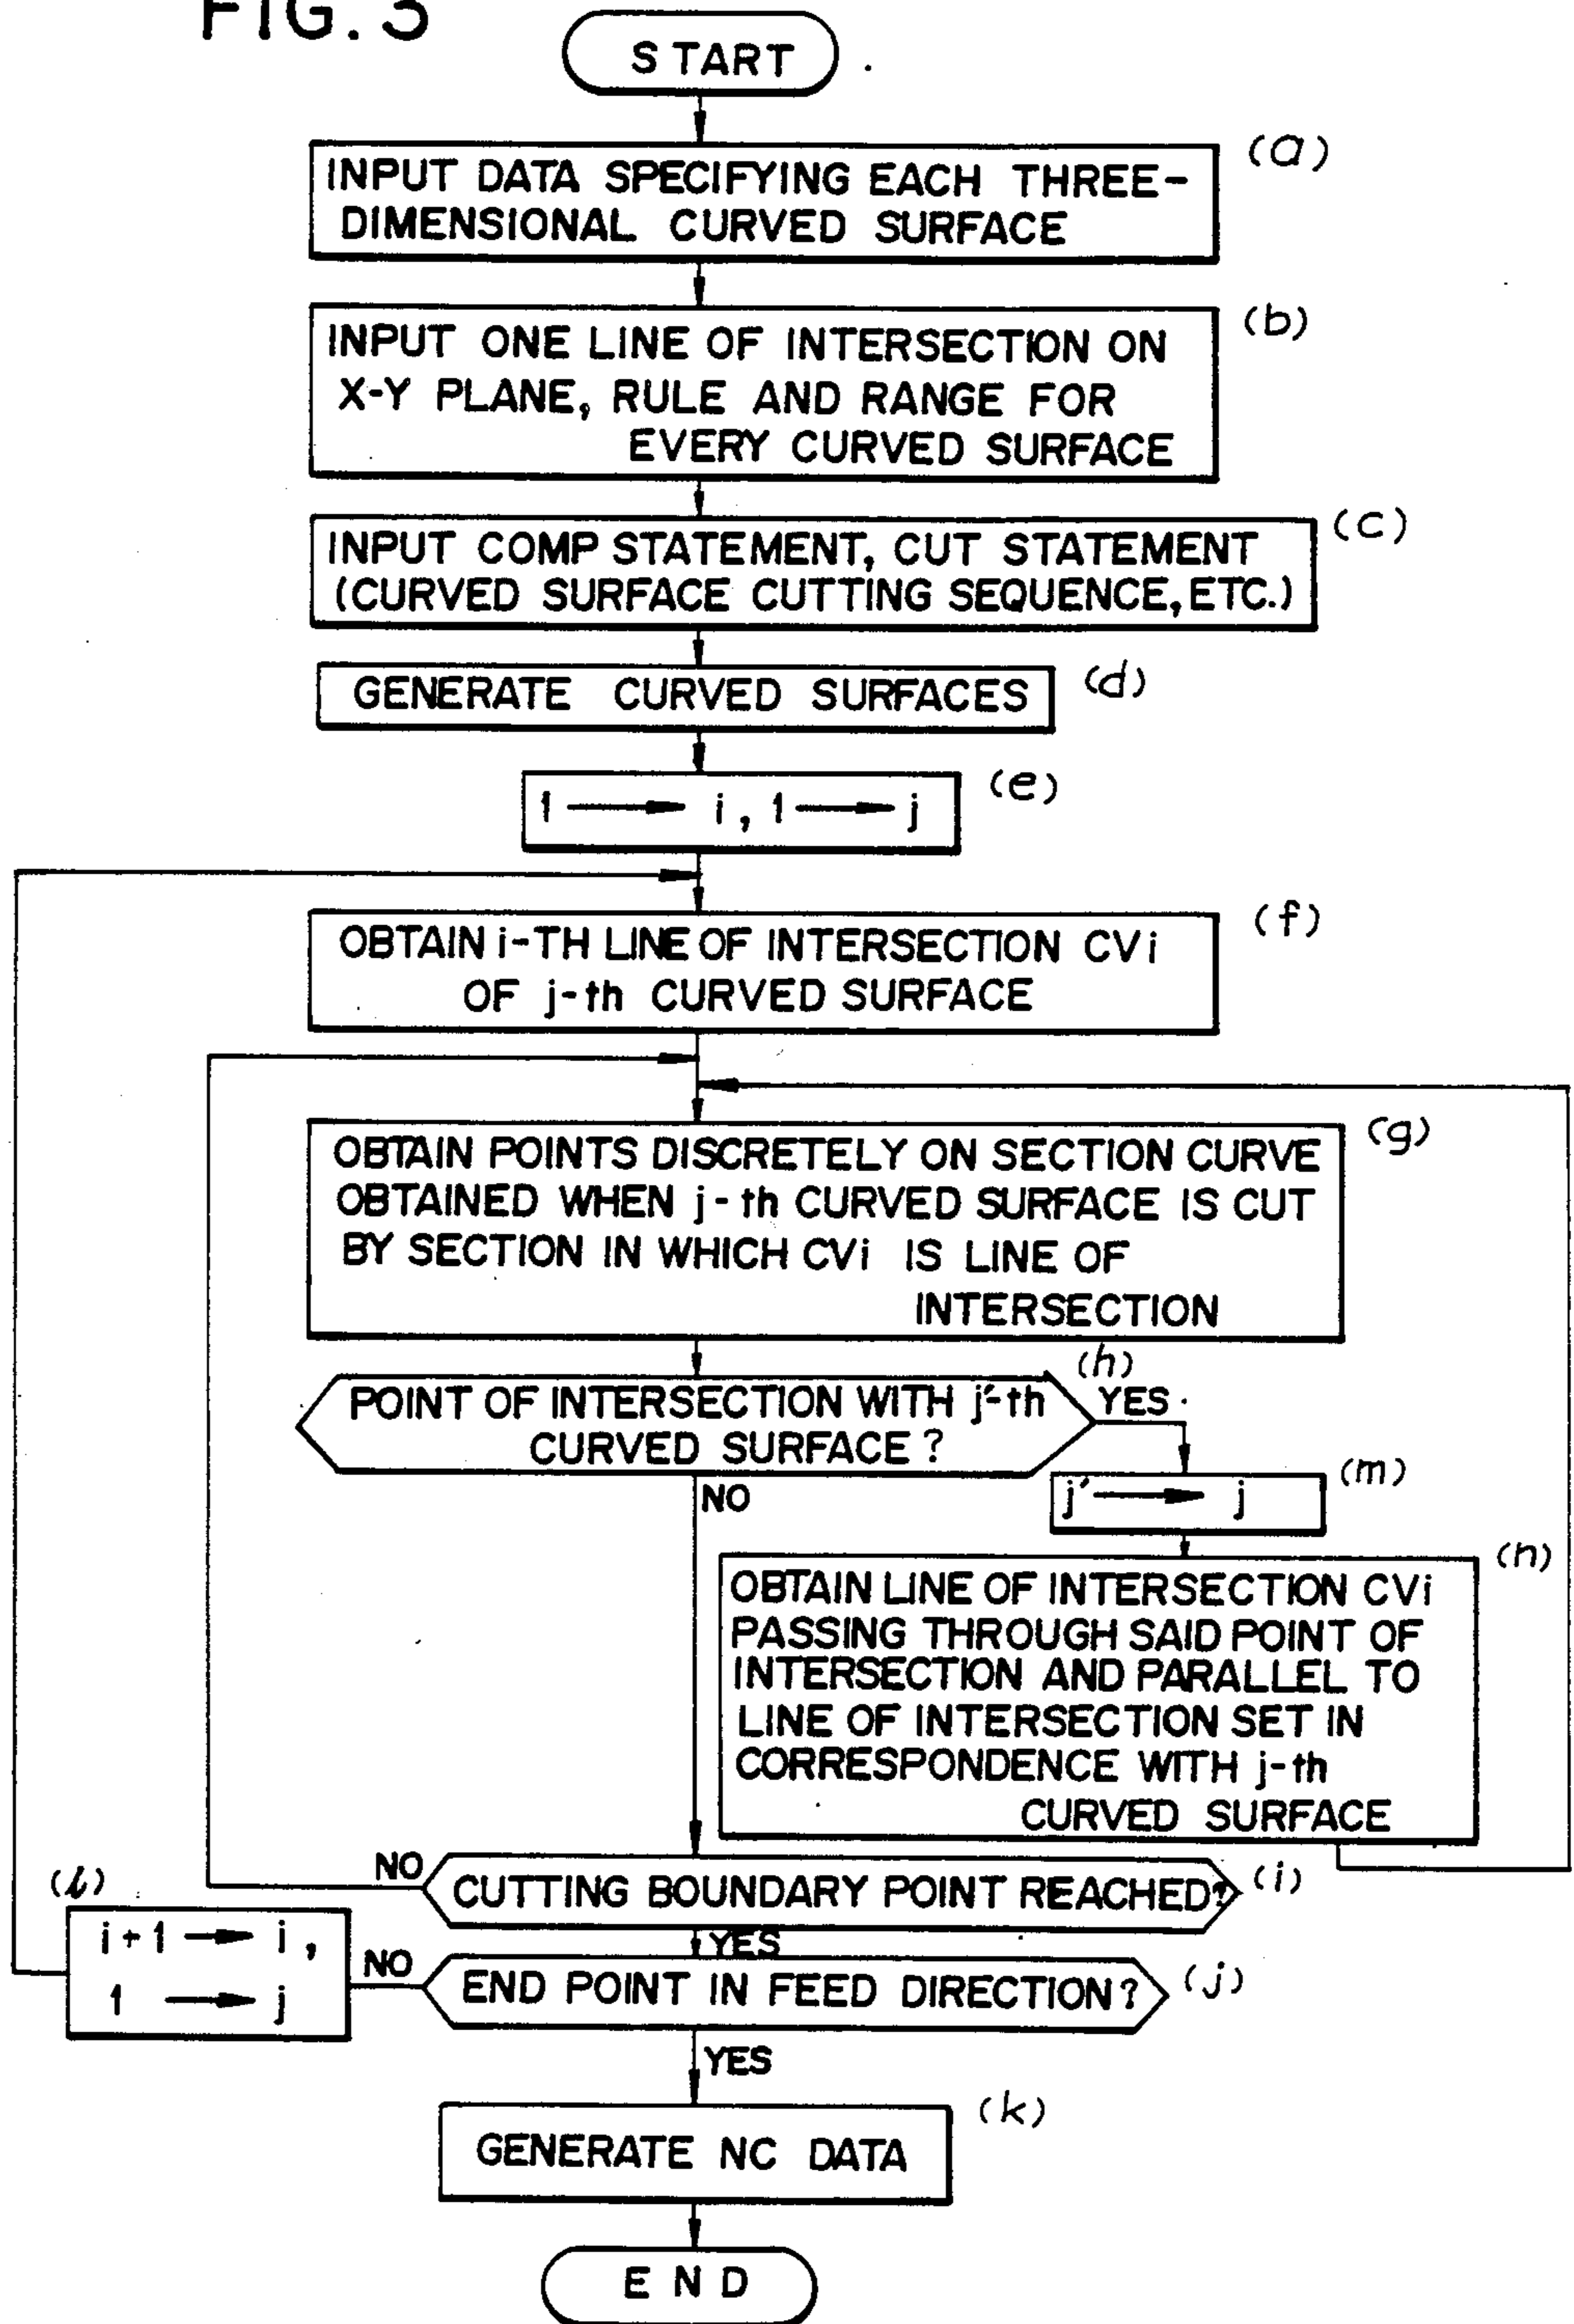 FIG. 3
START
(a)
INPUT DATA SPECIFYING EACH THREE-
DIMENSIONAL CURVED SURFACE
(b)
INPUT ONE LINE OF INTERSECTION ON
X-Y PLANE, RULE AND RANGE FOR
EVERY CURVED SURFACE
(c)
INPUT COMP STATEMENT, CUT STATEMENT
(CURVED SURFACE CUTTING SEQUENCE, ETC.)
GENERATE CURVED SURFACES (d)
(e)
1 → i, 1 → j
(f)
OBTAIN i-TH LINE OF INTERSECTION CVi
OF j-th CURVED SURFACE
(g)
OBTAIN POINTS DISCRETELY ON SECTION CURVE
OBTAINED WHEN j-th CURVED SURFACE IS CUT
BY SECTION IN WHICH CVi IS LINE OF
INTERSECTION
(h)
POINT OF INTERSECTION WITH j'-th YES
CURVED SURFACE?
NO
(m)
j' → j
(n)
OBTAIN LINE OF INTERSECTION CVi
PASSING THROUGH SAID POINT OF
INTERSECTION AND PARALLEL TO
LINE OF INTERSECTION SET IN
CORRESPONDENCE WITH j-th
CURVED SURFACE
NO
CUTTING BOUNDARY POINT REACHED? (i)
YES
(l)
i+1 → i,
1 → j
NO
END POINT IN FEED DIRECTION? (j)
YES
(k)
GENERATE NC DATA
END